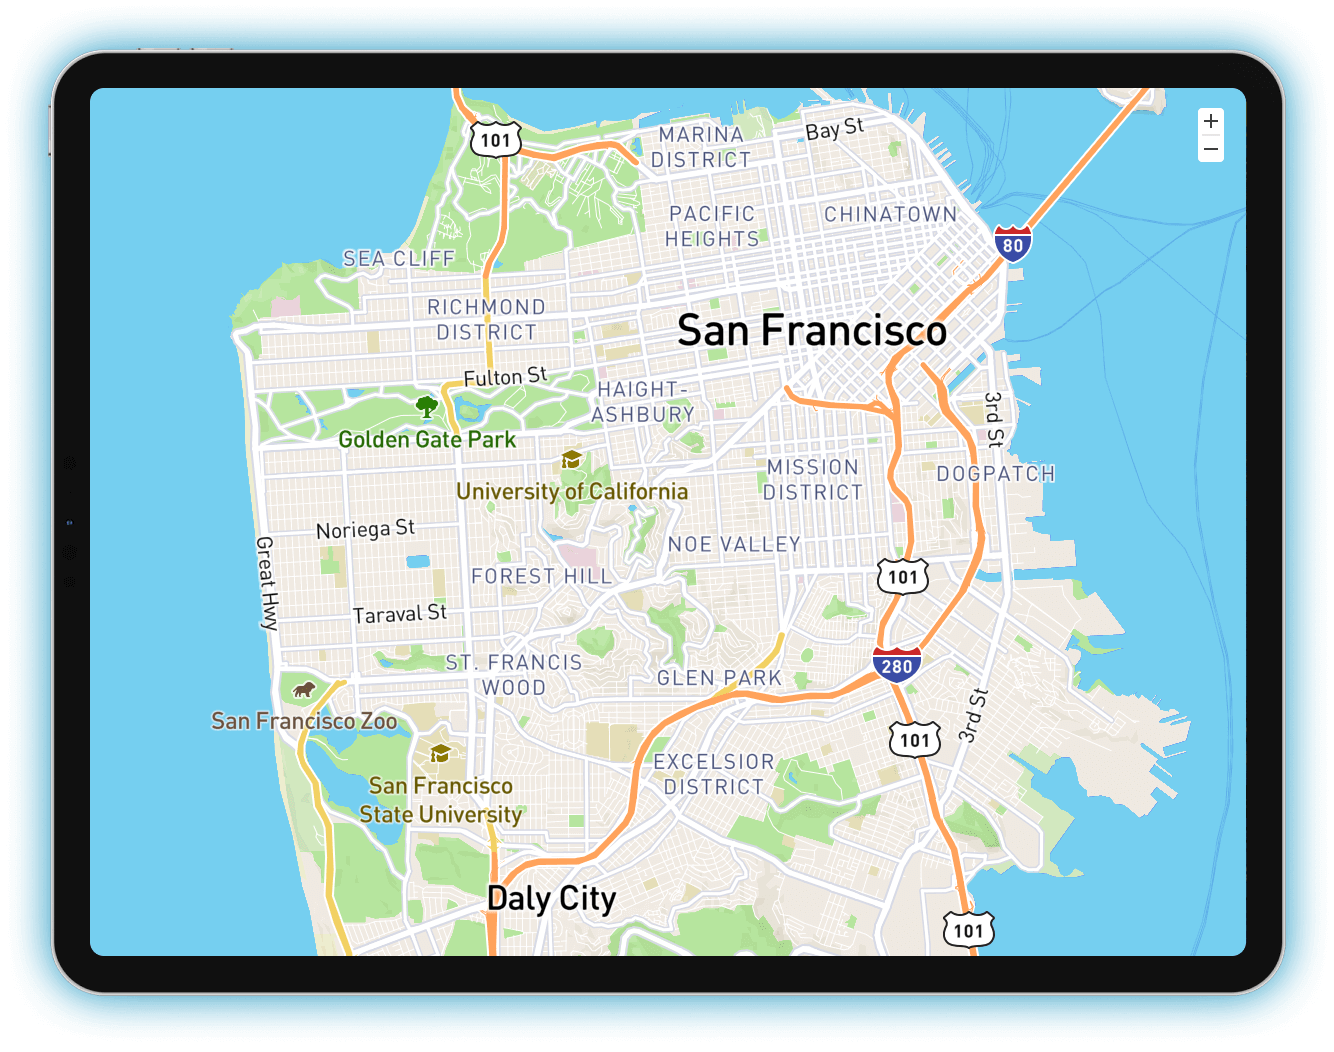 101
MARINA
DISTRICT
Bay St
+
−
PACIFIC
HEIGHTS
CHINATOWN
80
SEA CLIFF
RICHMOND
DISTRICT
San Francisco
Fulton St
HAIGHT-
ASHBURY
3rd St
Golden Gate Park
University of California
MISSION
DISTRICT
DOGPATCH
Noriega St
NOE VALLEY
Great Hwy
FOREST HILL
101
Taraval St
ST. FRANCIS
WOOD
GLEN PARK
280
San Francisco Zoo
3rd St
101
San Francisco
State University
EXCELSIOR
DISTRICT
Daly City
101